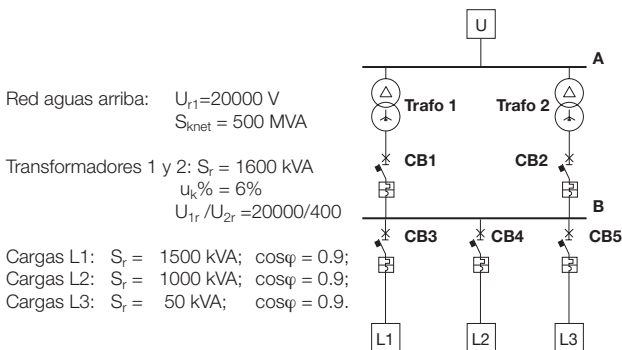 U
A
Red aguas arriba: Ur1=20000 V
Sknet = 500 MVA
Trafo 1 Trafo 2
Transformadores 1 y 2: Sr = 1600 kVA
uk% = 6%
U1r /U2r =20000/400
CB1 CB2
B
CB3 CB4 CB5
Cargas L1: Sr = 1500 kVA; cosφ = 0.9;
Cargas L2: Sr = 1000 kVA; cosφ = 0.9;
Cargas L3: Sr = 50 kVA; cosφ = 0.9.
L1 L2 L3